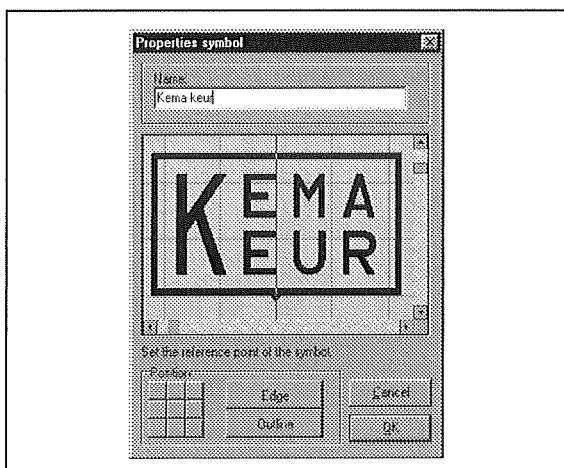 Properties symbol
Name:
Kema keur
KEMA
KEUR
Set the reference point of the symbol.
Position
Edge
Outline
Cancel
OK